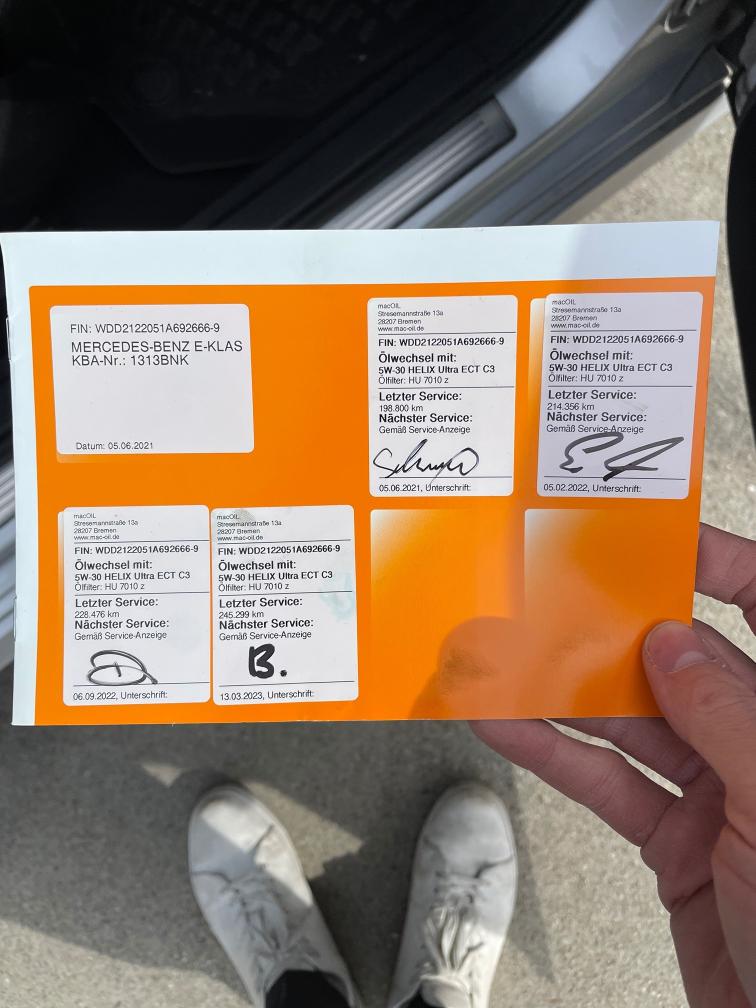 FIN: WDD2122051A692666-9
MERCEDES-BENZ E-KLAS
KBA-Nr.: 1313BNK
Datum: 05.06.2021
macOIL
Stresemannstraße 13a
28207 Bremen
www.mac-oil.de
FIN: WDD2122051A692666-9
Ölwechsel mit:
5W-30 HELIX Ultra ECT C3
Ölfilter: HU 7010 z
Letzter Service:
198.800 km
Nächster Service:
Gemäß Service-Anzeige
05.06.2021, Unterschrift:
macOIL
Stresemannstraße 13a
28207 Bremen
www.mac-oil.de
FIN: WDD2122051A692666-9
Ölwechsel mit:
5W-30 HELIX Ultra ECT C3
Ölfilter: HU 7010 z
Letzter Service:
214.356 km
Nächster Service:
Gemäß Service-Anzeige
05.02.2022, Unterschrift:
macOIL
Stresemannstraße 13a
28207 Bremen
www.mac-oil.de
FIN: WDD2122051A692666-9
Ölwechsel mit:
5W-30 HELIX Ultra ECT C3
Ölfilter: HU 7010 z
Letzter Service:
228.476 km
Nächster Service:
Gemäß Service-Anzeige
06.09.2022, Unterschrift:
macOIL
Stresemannstraße 13a
28207 Bremen
www.mac-oil.de
FIN: WDD2122051A692666-9
Ölwechsel mit:
5W-30 HELIX Ultra ECT C3
Ölfilter: HU 7010 z
Letzter Service:
245.299 km
Nächster Service:
Gemäß Service-Anzeige
B.
13.03.2023, Unterschrift: